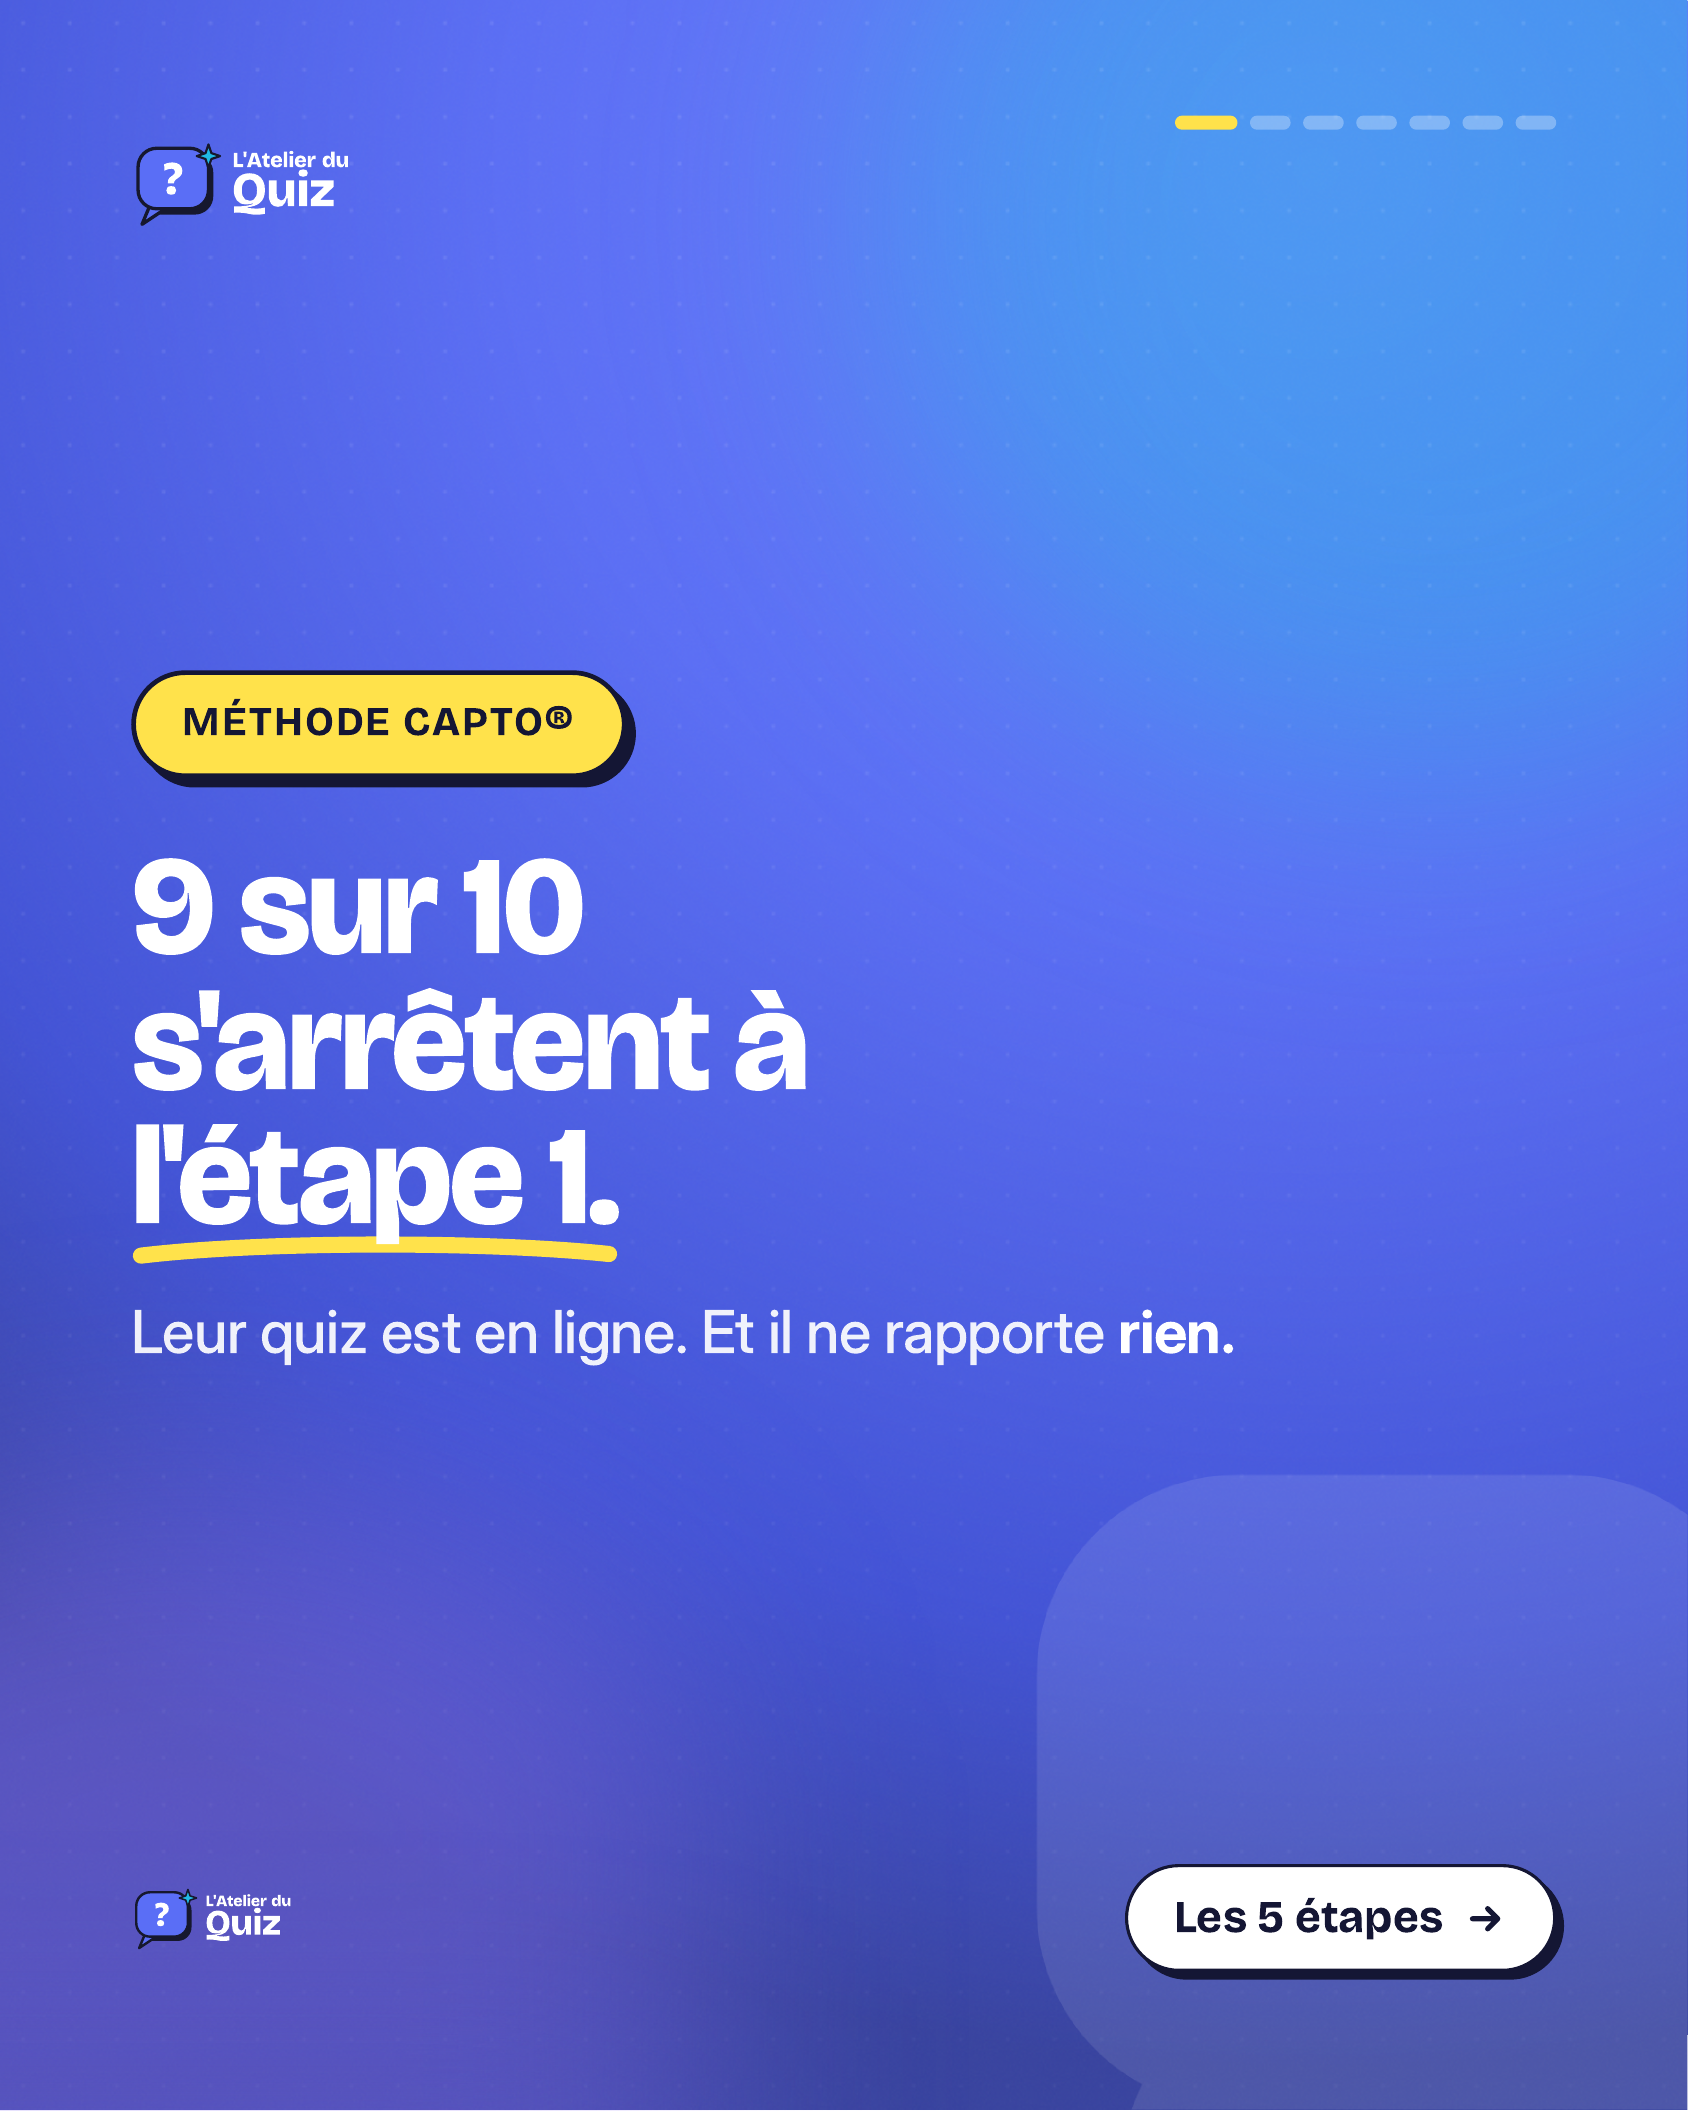 ?
L'Atelier du
Quiz
MÉTHODE CAPTO®
9 sur 10
s'arrêtent à
l'étape 1.
Leur quiz est en ligne. Et il ne rapporte rien.
?
L'Atelier du
Quiz
Les 5 étapes →